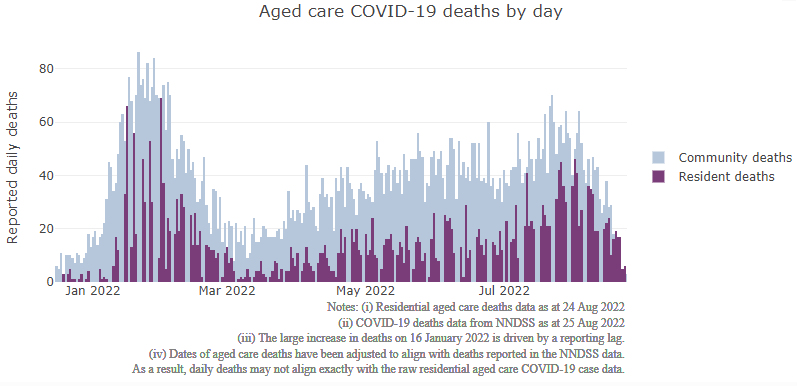 Aged care COVID-19 deaths by day
Reported daily deaths
80
60
40
20
0
Jan 2022
Mar 2022
May 2022
Jul 2022
Community deaths
Resident deaths
Notes: (i) Residential aged care deaths data as at 24 Aug 2022
(ii) COVID-19 deaths data from NNDSS as at 25 Aug 2022
(iii) The large increase in deaths on 16 January 2022 is driven by a reporting lag.
(iv) Dates of aged care deaths have been adjusted to align with deaths reported in the NNDSS data.
As a result, daily deaths may not align exactly with the raw residential aged care COVID-19 case data.